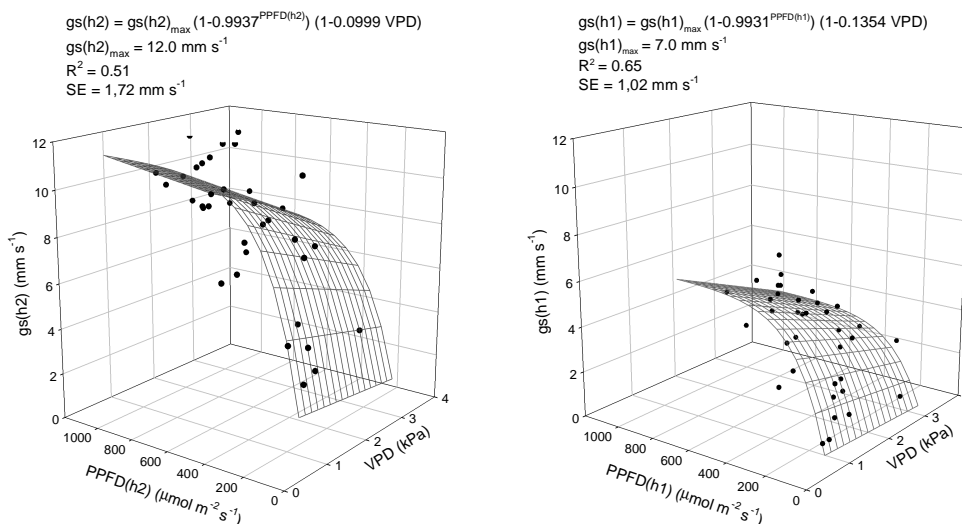 gs(h2) = gs(h2)max (1-0.9937^PPFD(h2)) (1-0.0999 VPD)
gs(h2)max = 12.0 mm s⁻¹
R² = 0.51
SE = 1,72 mm s⁻¹
12
10
8
6
4
2
0
gs(h2) (mm s⁻¹)
1000
800
600
400
200
0
PPFD(h2) (μmol m⁻² s⁻¹)
0
1
2
3
4
VPD (kPa)
gs(h1) = gs(h1)max (1-0.9931^PPFD(h1)) (1-0.1354 VPD)
gs(h1)max = 7.0 mm s⁻¹
R² = 0.65
SE = 1,02 mm s⁻¹
12
10
8
6
4
2
0
gs(h1) (mm s⁻¹)
1000
800
600
400
200
0
PPFD(h1) (μmol m⁻² s⁻¹)
0
1
2
3
VPD (kPa)